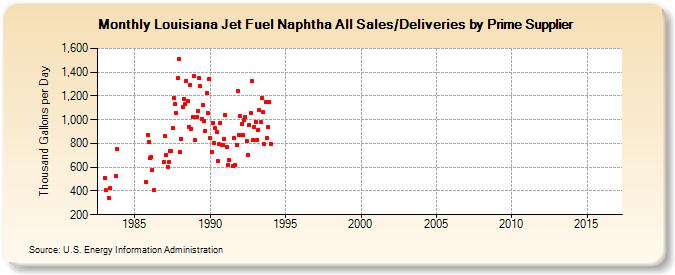 Monthly Louisiana Jet Fuel Naphtha All Sales/Deliveries by Prime Supplier
Thousand Gallons per Day
1,600
1,400
1,200
1,000
800
600
400
200
1985 1990 1995 2000 2005 2010 2015
Source: U.S. Energy Information Administration